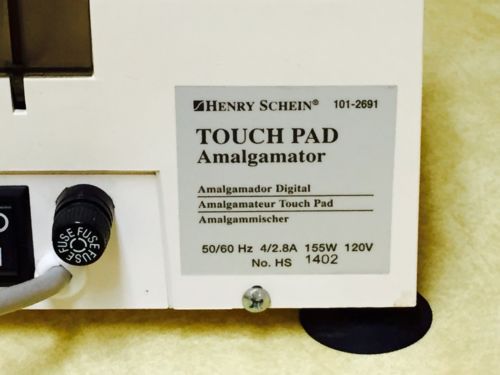 HENRY SCHEIN® 101-2691
TOUCH PAD
Amalgamator
Amalgamador Digital
Amalgamateur Touch Pad
Amalgammischer
50/60 Hz 4/2.8A 155W 120V
No. HS 1402
FUSE FUSE FUSE